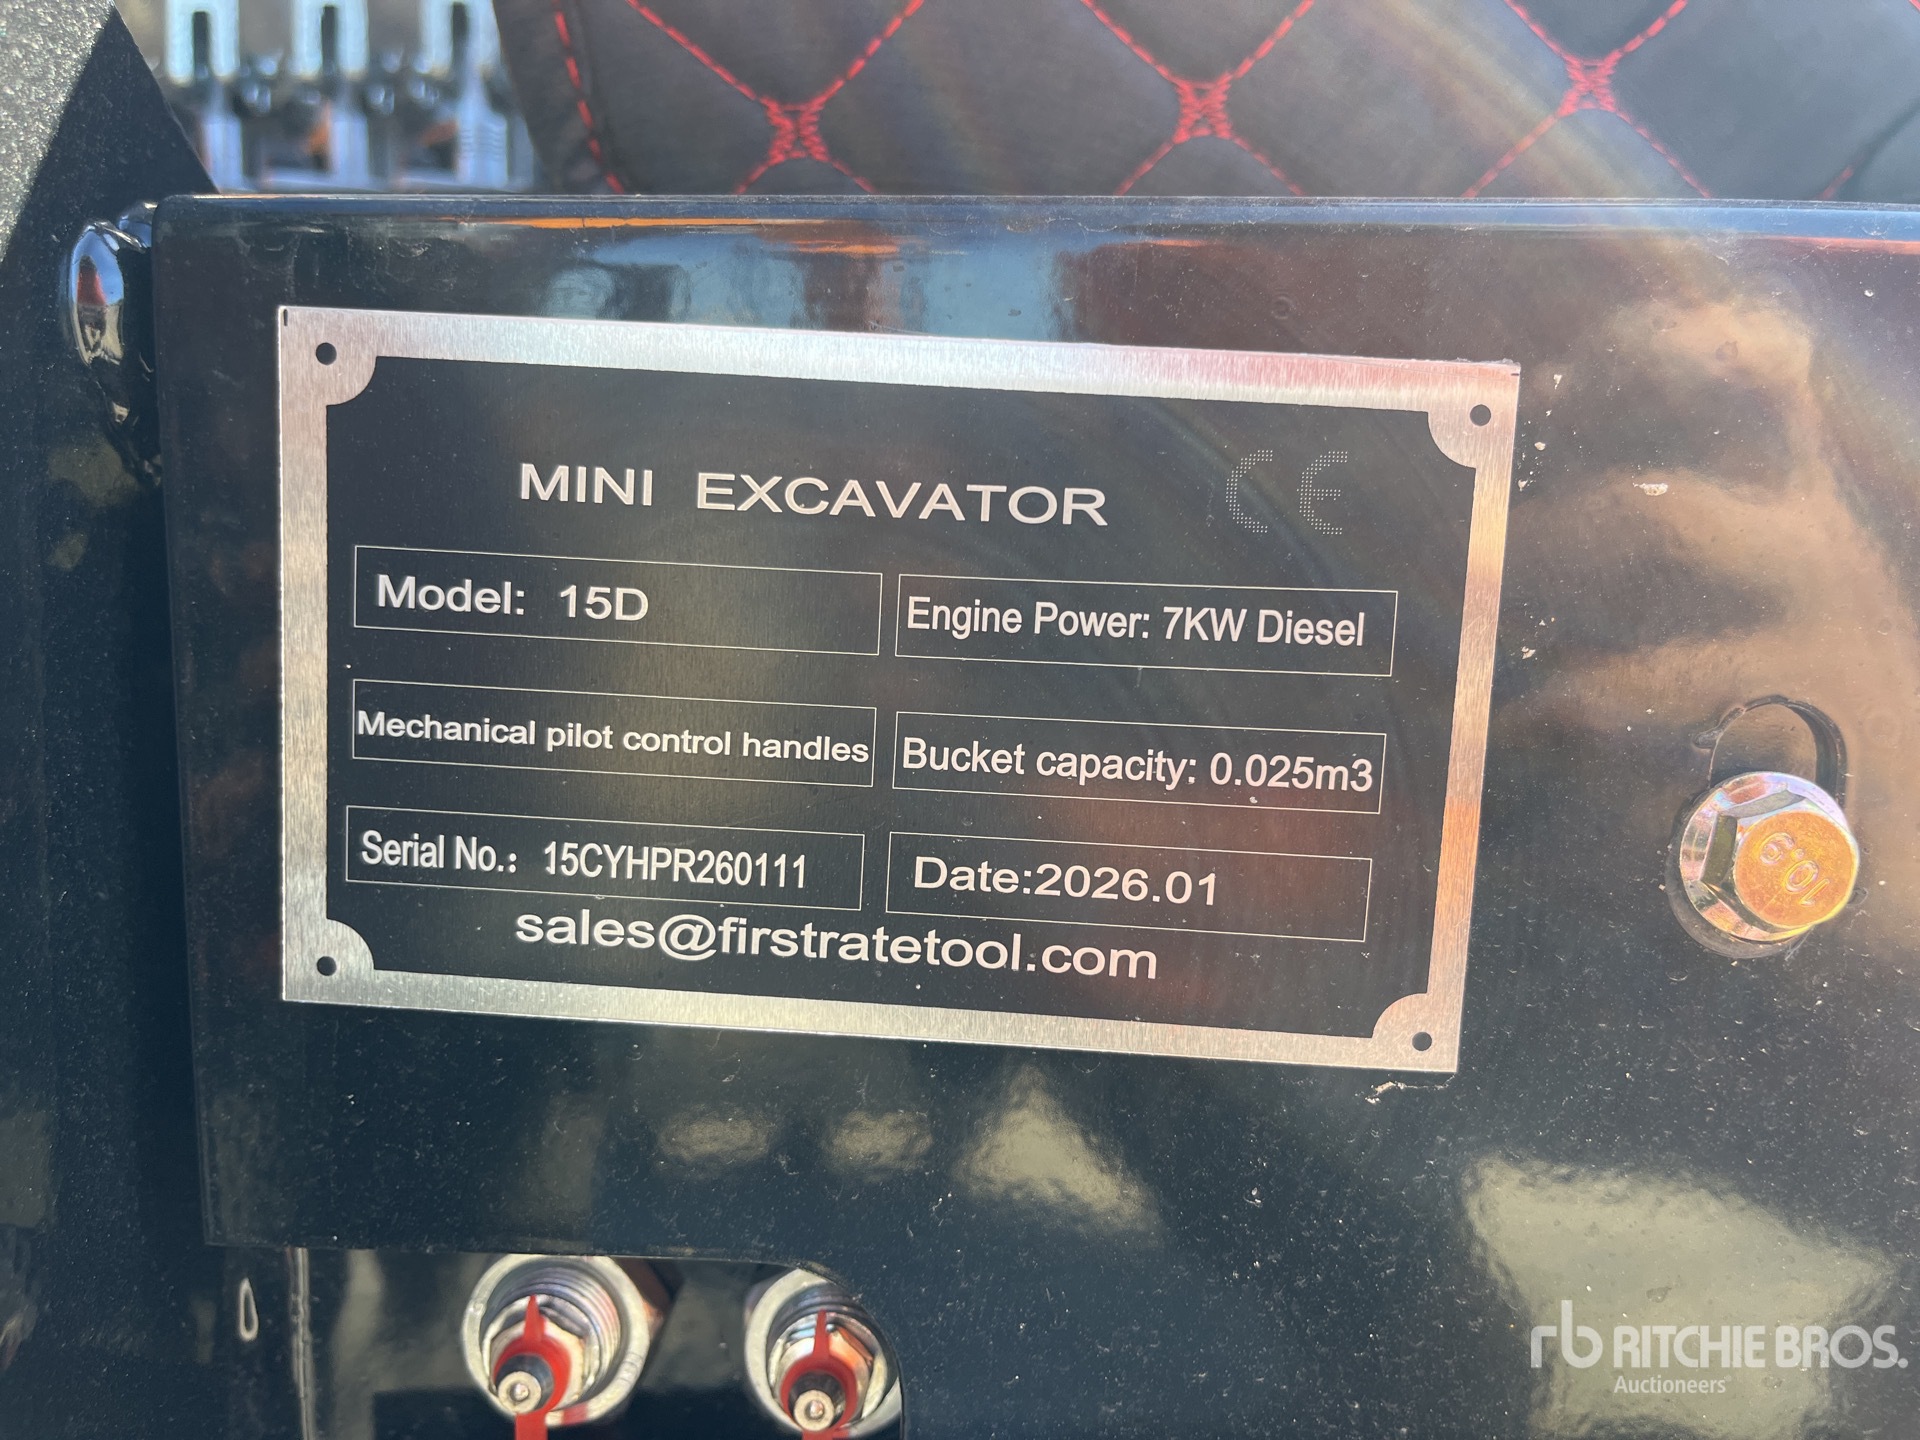 MINI EXCAVATOR CE
Model: 15D
Engine Power: 7KW Diesel
Mechanical pilot control handles
Bucket capacity: 0.025m3
Serial No.: 15CYHPR260111
Date:2026.01
sales@firstratetool.com
10.9
rb RITCHIE BROS.
Auctioneers